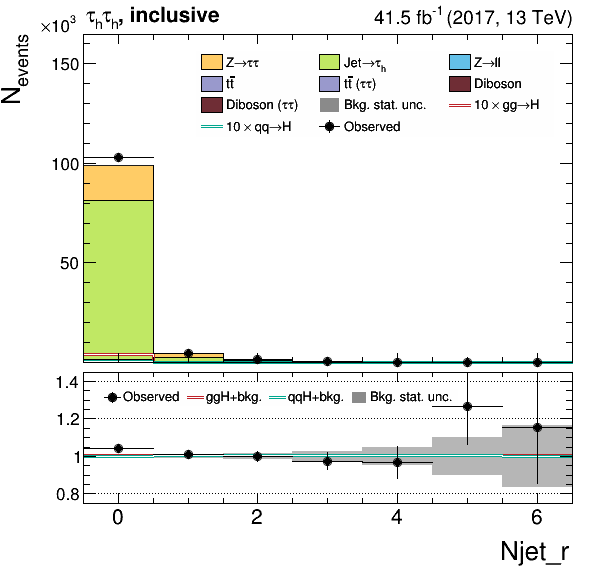 τhτh, inclusive
41.5 fb⁻¹ (2017, 13 TeV)
×10³
Nevents
150
100
50
Z→ττ
Jet→τh
Z→ll
tt̄
tt̄ (ττ)
Diboson
Diboson (ττ)
Bkg. stat. unc.
10 × gg→H
10 × qq→H
Observed
1.4
1.2
1
0.8
Observed
ggH+bkg.
qqH+bkg.
Bkg. stat. unc.
0
2
4
6
Njet_r